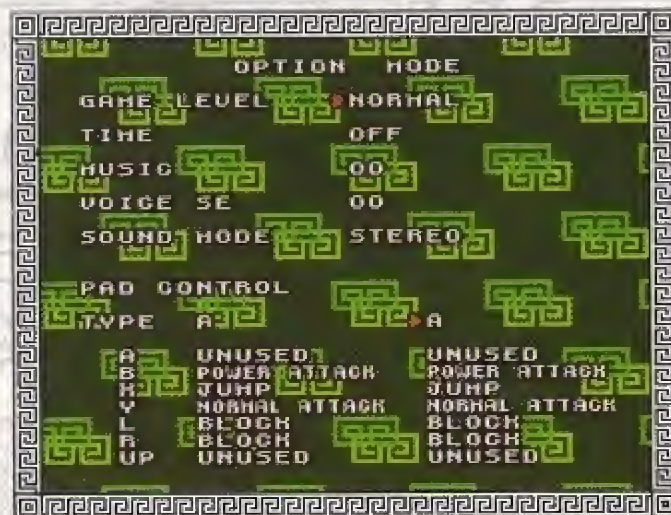 OPTION MODE
GAME LEVEL NORMAL
TIME OFF
MUSIC 00
VOICE SE 00
SOUND MODE STEREO
PAD CONTROL
TYPE A A
A UNUSED UNUSED
B POWER ATTACK POWER ATTACK
X JUMP JUMP
Y NORMAL ATTACK NORMAL ATTACK
L BLOCK BLOCK
R BLOCK BLOCK
UP UNUSED UNUSED